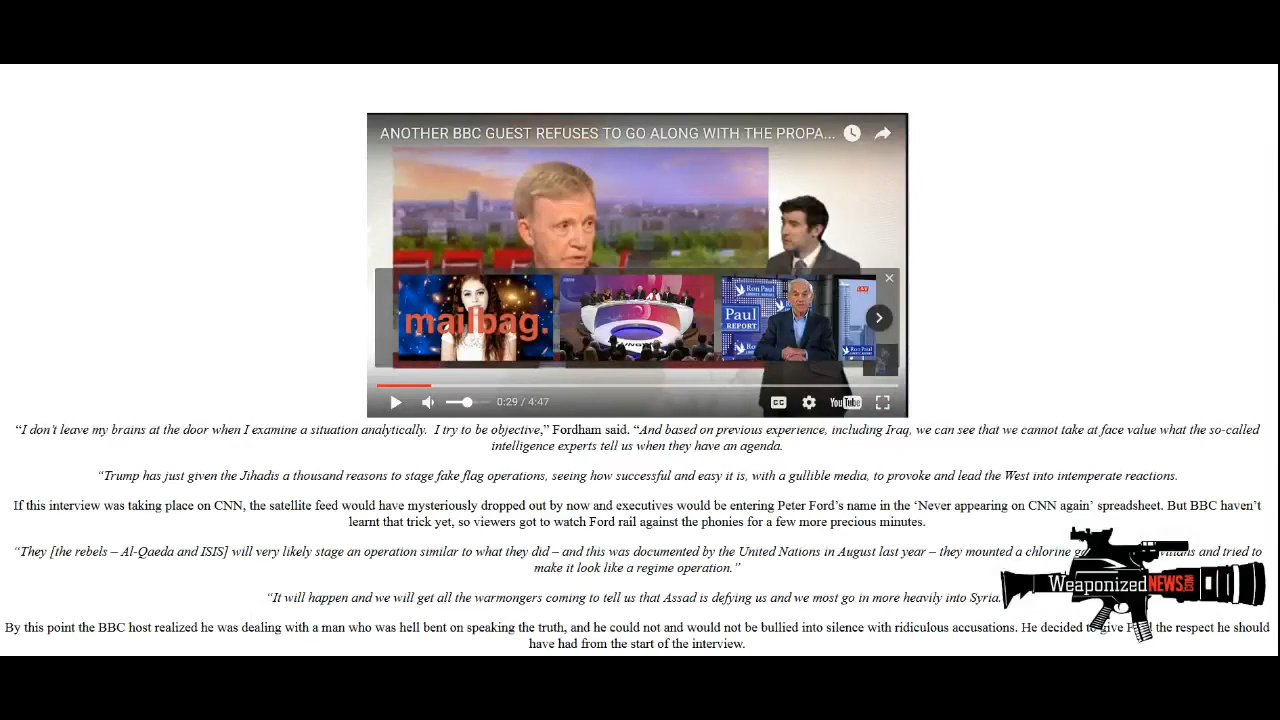 ANOTHER BBC GUEST REFUSES TO GO ALONG WITH THE PROPA...
mailbag.
Ron Paul
LIVE
Paul
REPORT
Ron Paul
0:29 / 4:47
CC
YouTube
“I don’t leave my brains at the door when I examine a situation analytically. I try to be objective,” Fordham said. “And based on previous experience, including Iraq, we can see that we cannot take at face value what the so-called
intelligence experts tell us when they have an agenda.
“Trump has just given the Jihadis a thousand reasons to stage fake flag operations, seeing how successful and easy it is, with a gullible media, to provoke and lead the West into intemperate reactions.
If this interview was taking place on CNN, the satellite feed would have mysteriously dropped out by now and executives would be entering Peter Ford’s name in the ‘Never appearing on CNN again’ spreadsheet. But BBC haven’t
learnt that trick yet, so viewers got to watch Ford rail against the phonies for a few more precious minutes.
“They [the rebels – Al-Qaeda and ISIS] will very likely stage an operation similar to what they did – and this was documented by the United Nations in August last year – they mounted a chlorine and tried to
make it look like a regime operation.”
“It will happen and we will get all the warmongers coming to tell us that Assad is defying us and we most go in more heavily into Syria.
WEAPONIZEDNEWS.COM
By this point the BBC host realized he was dealing with a man who was hell bent on speaking the truth, and he could not and would not be bullied into silence with ridiculous accusations. He decided to give the respect he should
have had from the start of the interview.